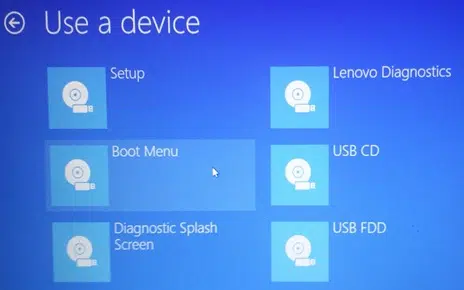 Use a device
Setup
Lenovo Diagnostics
Boot Menu
USB CD
Diagnostic Splash
Screen
USB FDD